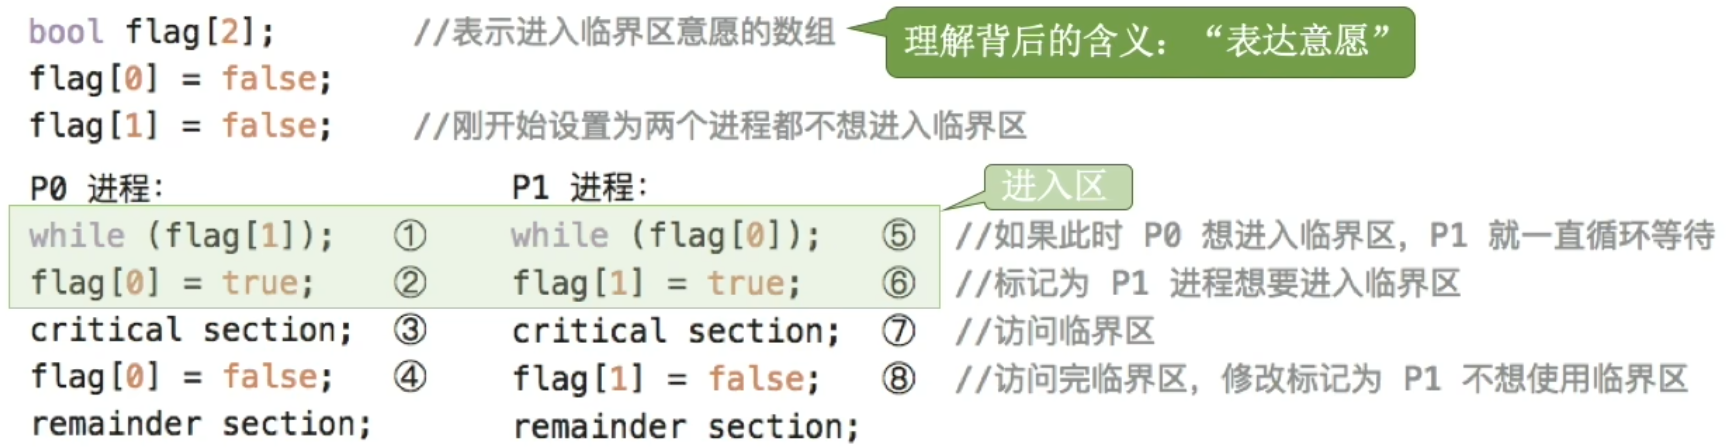 bool flag[2]; //表示进入临界区意愿的数组 理解背后的含义：“表达意愿”
flag[0] = false;
flag[1] = false; //刚开始设置为两个进程都不想进入临界区
P0 进程: P1 进程: 进入区
while (flag[1]); ① while (flag[0]); ⑤ //如果此时 P0 想进入临界区，P1 就一直循环等待
flag[0] = true; ② flag[1] = true; ⑥ //标记为 P1 进程想要进入临界区
critical section; ③ critical section; ⑦ //访问临界区
flag[0] = false; ④ flag[1] = false; ⑧ //访问完临界区，修改标记为 P1 不想使用临界区
remainder section; remainder section;